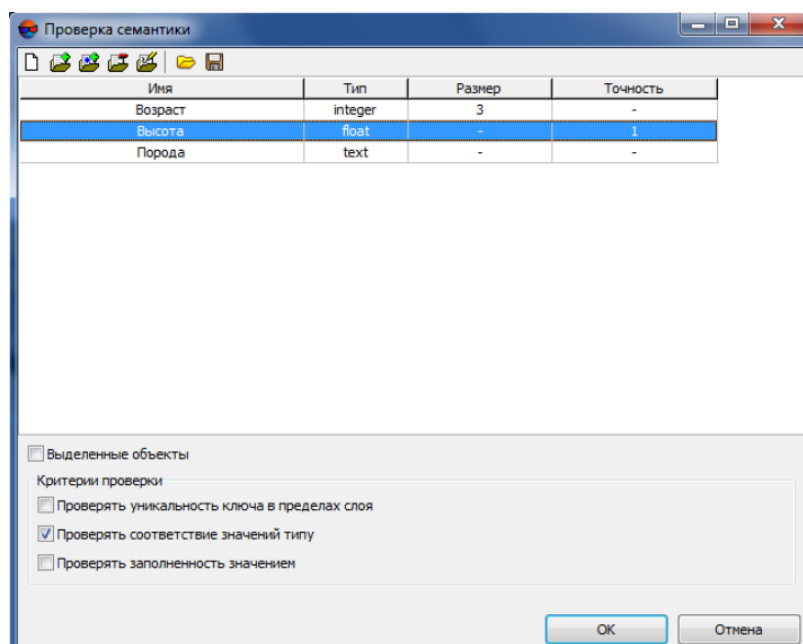 Проверка семантики
Имя Тип Размер Точность
Возраст integer 3 -
Высота float - 1
Порода text - -
Выделенные объекты
Критерии проверки
Проверять уникальность ключа в пределах слоя
Проверять соответствие значений типу
Проверять заполненность значением
OK Отмена